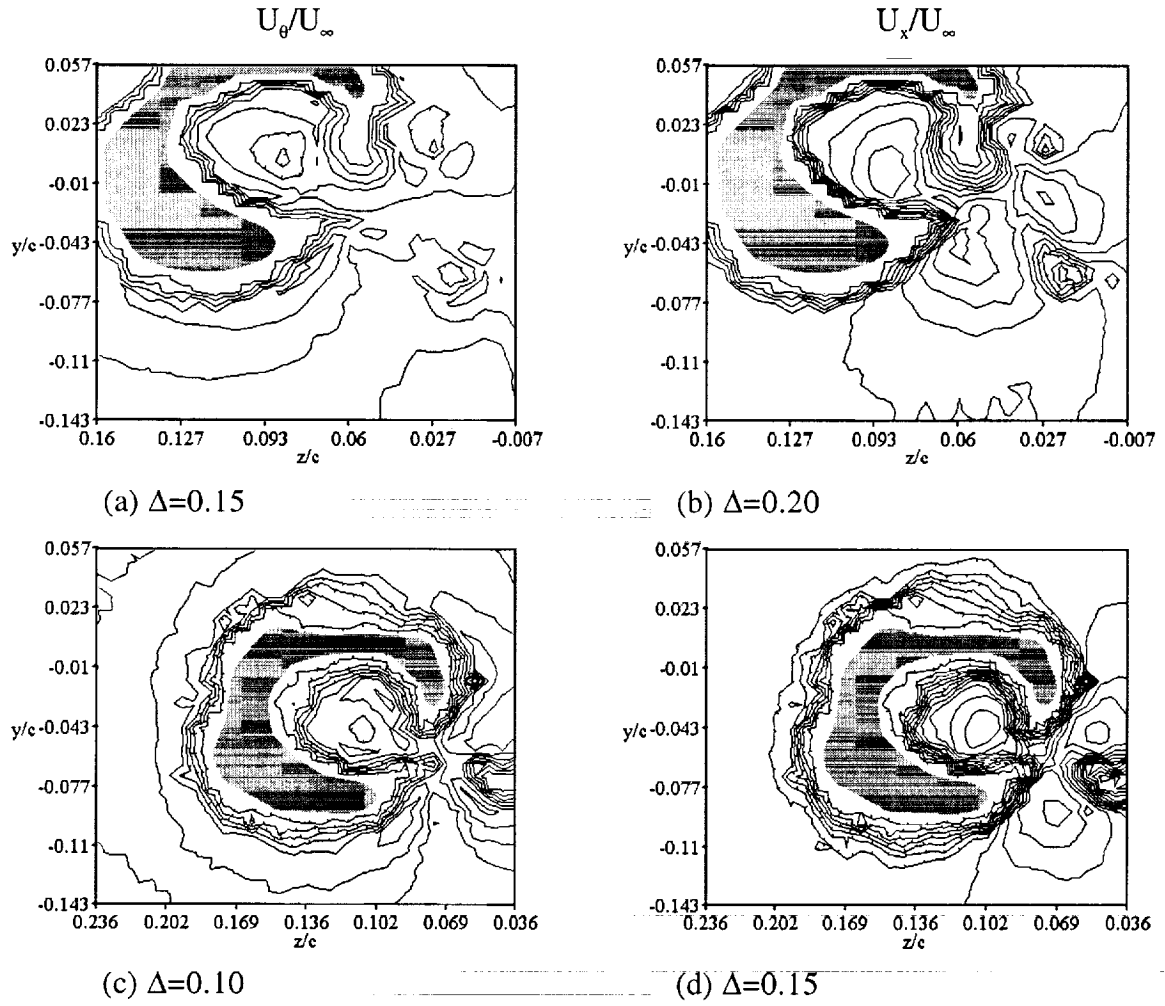 U_θ/U_∞ U_x/U_∞
0.057 0.057
0.023 0.023
-0.01 -0.01
y/c -0.043 y/c -0.043
-0.077 -0.077
-0.11 -0.11
-0.143 -0.143
0.16 0.127 0.093 0.06 0.027 -0.007 0.16 0.127 0.093 0.06 0.027 -0.007
z/c z/c
(a) Δ=0.15 (b) Δ=0.20
0.057 0.057
0.023 0.023
-0.01 -0.01
y/c -0.043 y/c -0.043
-0.077 -0.077
-0.11 -0.11
-0.143 -0.143
0.236 0.202 0.169 0.136 0.102 0.069 0.036 0.236 0.202 0.169 0.136 0.102 0.069 0.036
z/c z/c
(c) Δ=0.10 (d) Δ=0.15